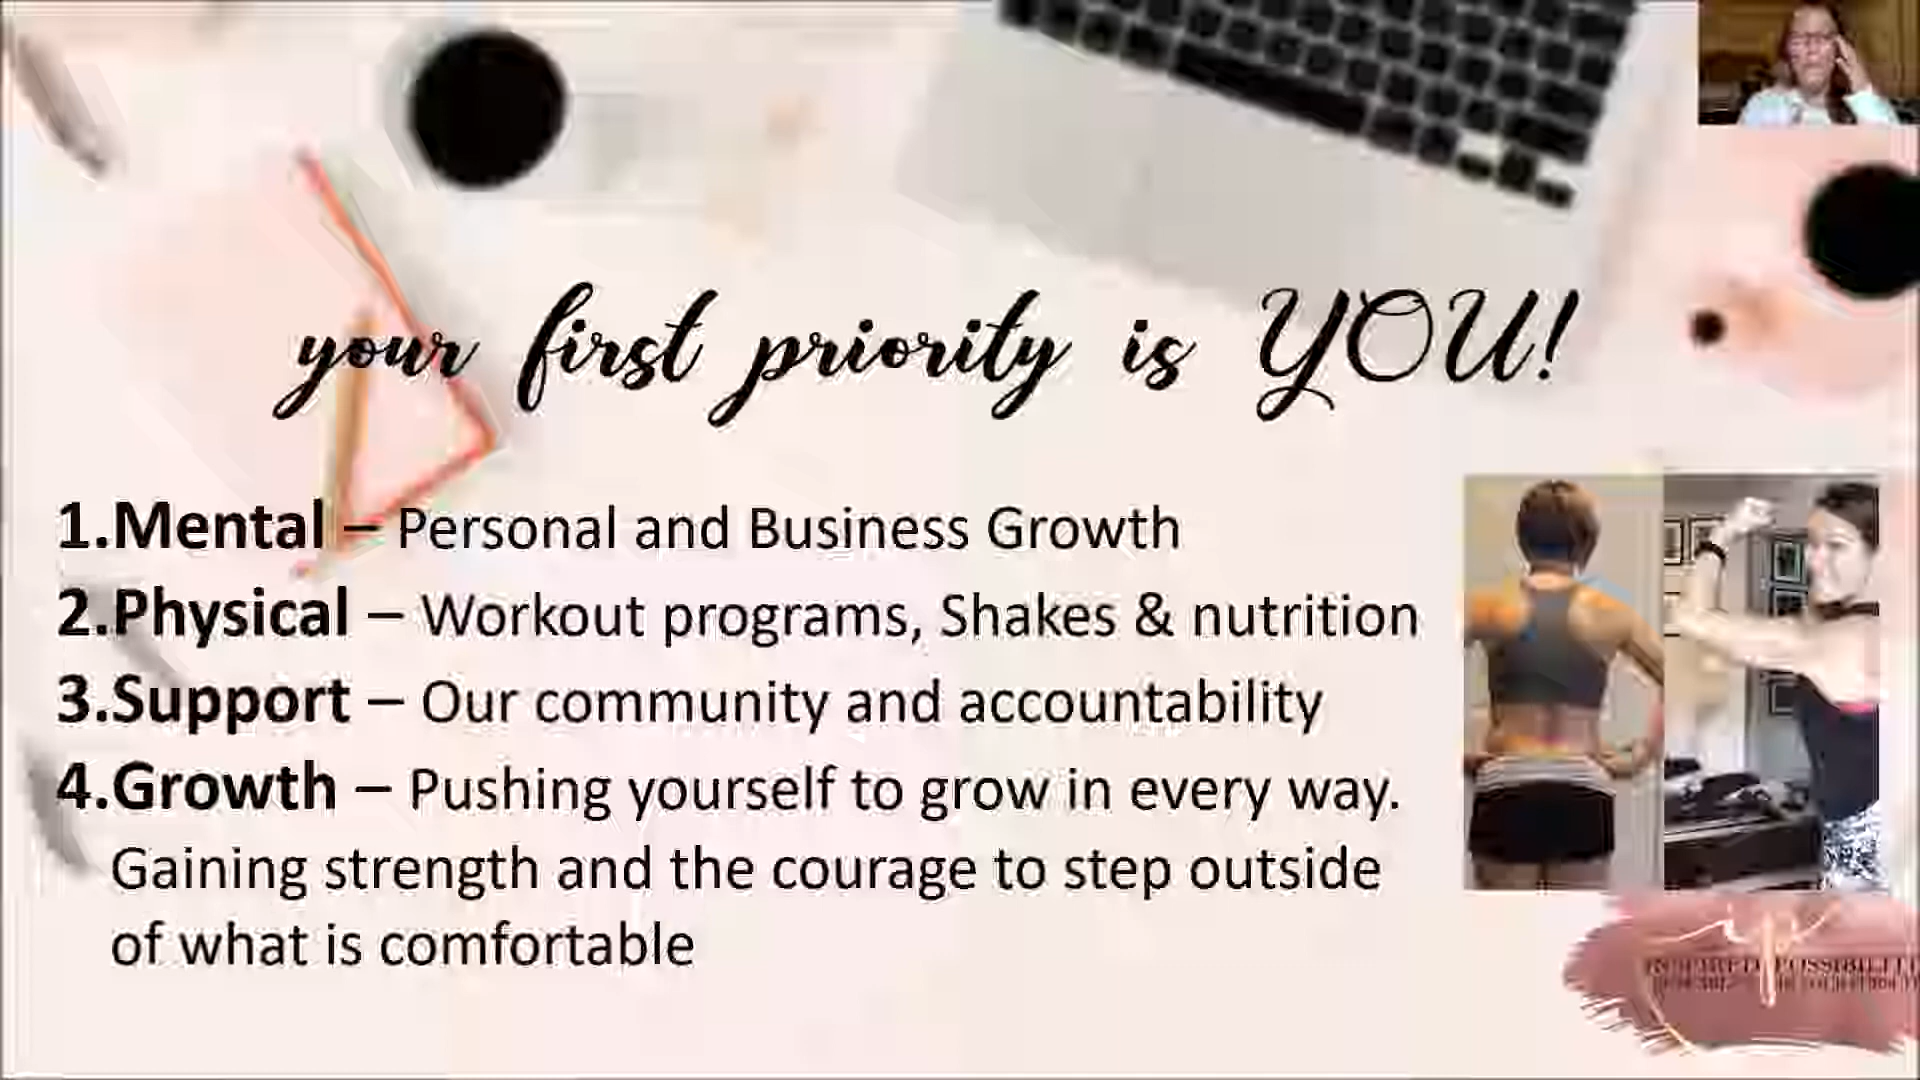 your first priority is YOU!
1.Mental – Personal and Business Growth
2.Physical – Workout programs, Shakes & nutrition
3.Support – Our community and accountability
4.Growth – Pushing yourself to grow in every way.
Gaining strength and the courage to step outside
of what is comfortable
ip